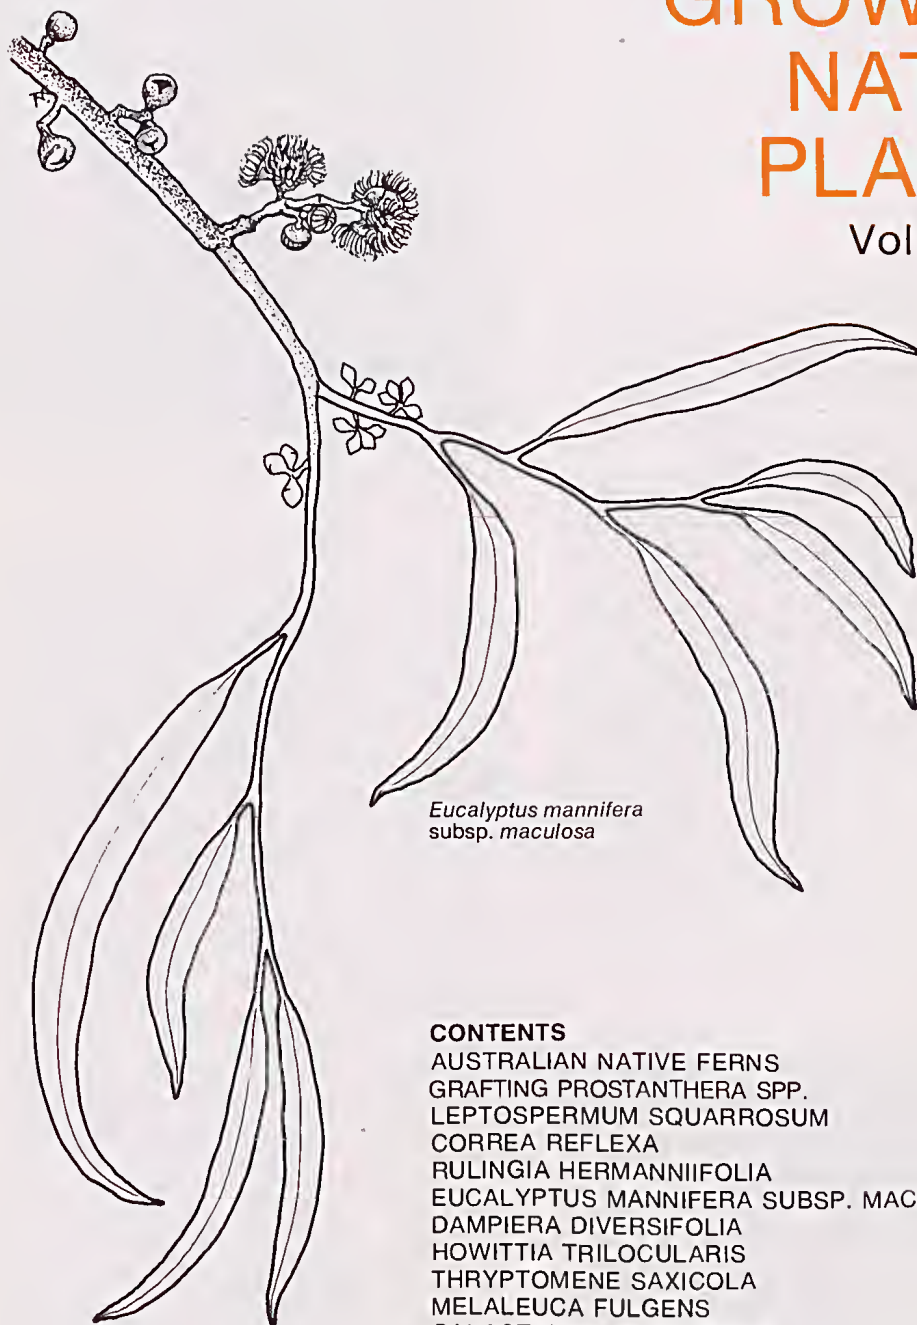 GROW
NAT
PLA
Vol
Eucalyptus mannifera
subsp. maculosa
CONTENTS
AUSTRALIAN NATIVE FERNS
GRAFTING PROSTANTHERA SPP.
LEPTOSPERMUM SQUARROSUM
CORREA REFLEXA
RULINGIA HERMANNIIFOLIA
EUCALYPTUS MANNIFERA SUBSP. MAC
DAMPIERA DIVERSIFOLIA
HOWITTIA TRILOCULARIS
THRYPTOMENE SAXICOLA
MELALEUCA FULGENS